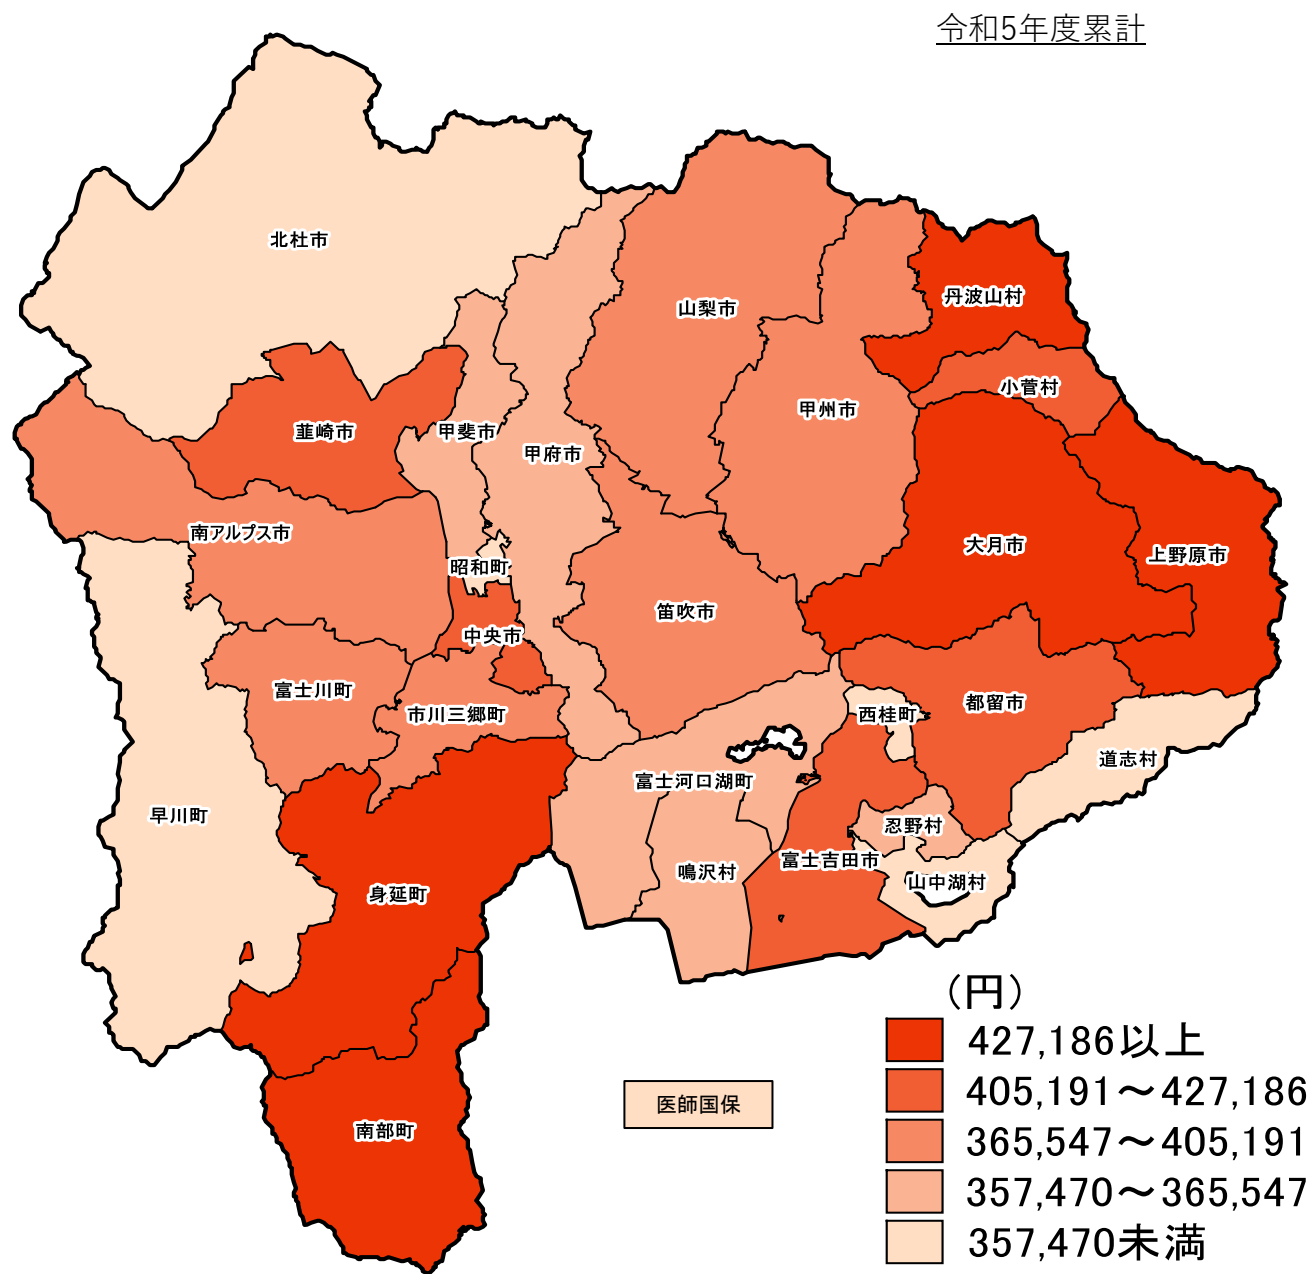 令和5年度累計
北杜市
丹波山村
山梨市
小菅村
甲州市
韮崎市
甲斐市
甲府市
南アルプス市
大月市
上野原市
昭和町
笛吹市
中央市
富士川町
市川三郷町
西桂町
都留市
道志村
富士河口湖町
早川町
忍野村
富士吉田市
鳴沢村
山中湖村
身延町
南部町
医師国保
（円）
427,186以上
405,191～427,186
365,547～405,191
357,470～365,547
357,470未満